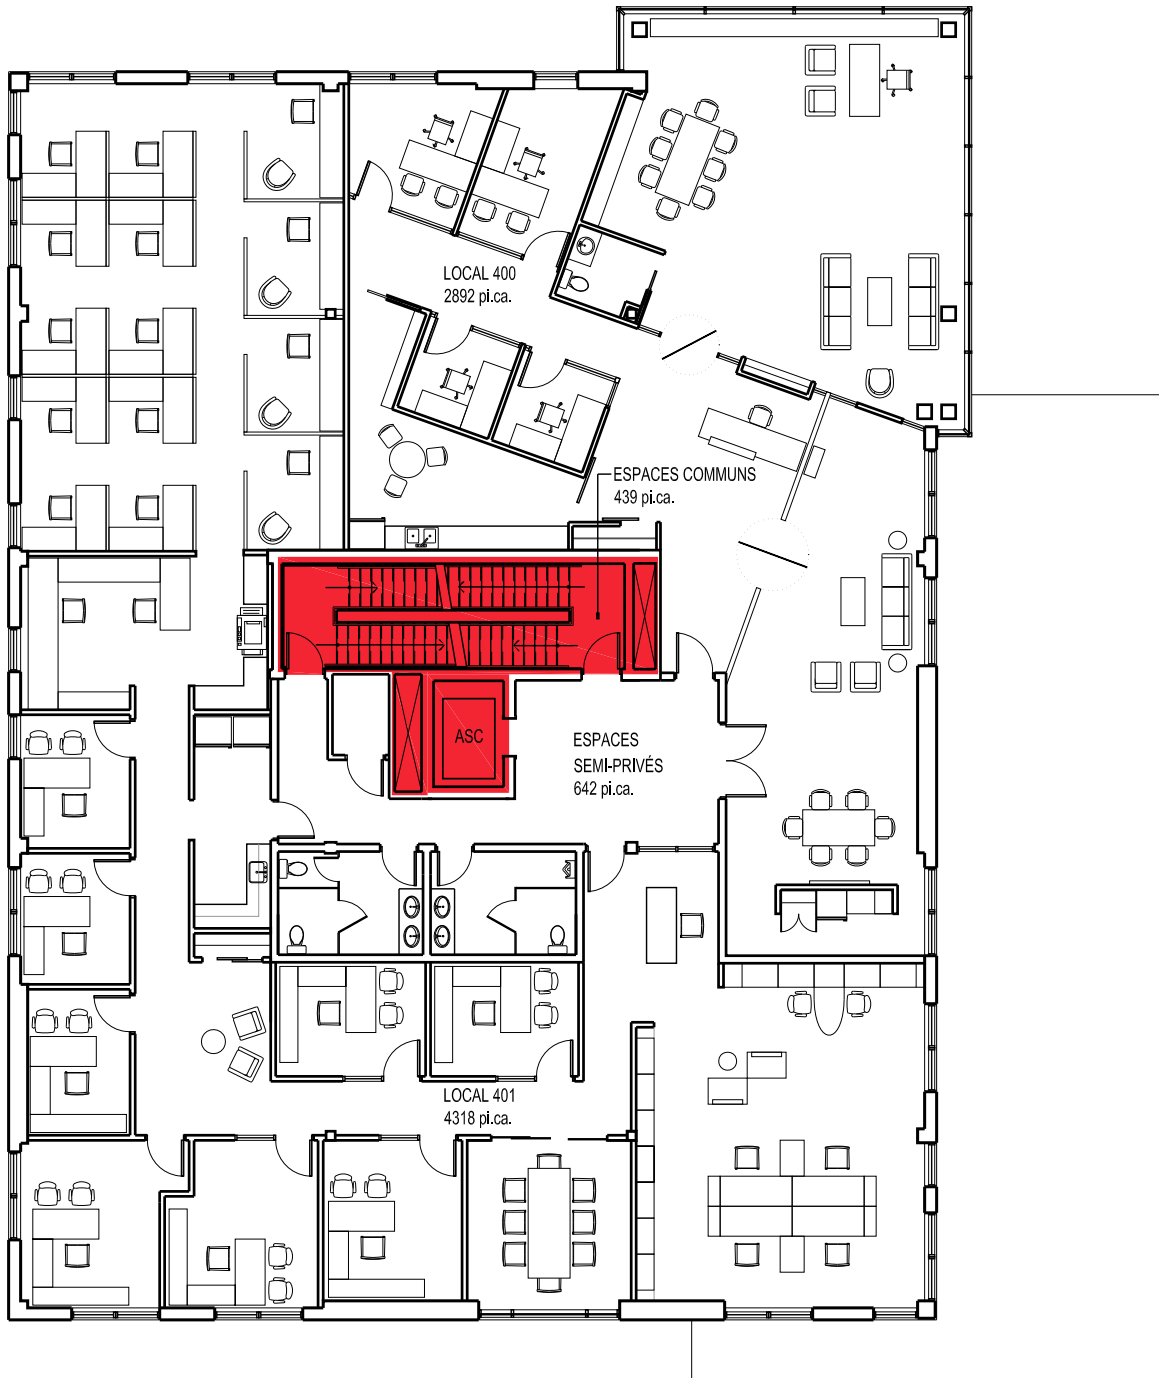 LOCAL 400
2892 pi.ca.
ESPACES COMMUNS
439 pi.ca.
ASC
ESPACES
SEMI-PRIVÉS
642 pi.ca.
LOCAL 401
4318 pi.ca.